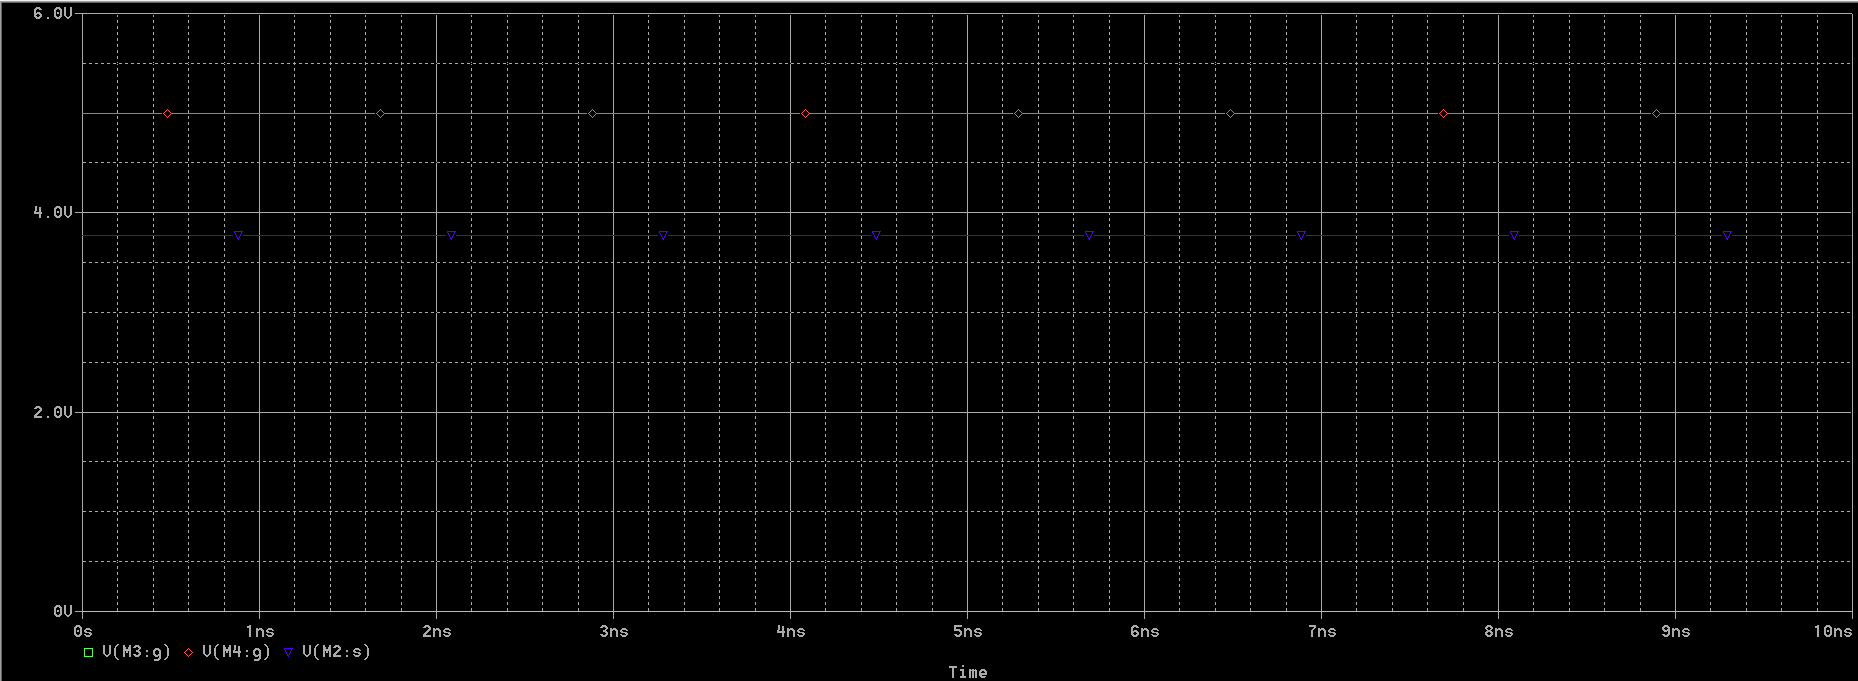 6.0V
4.0V
2.0V
0V
0s 1ns 2ns 3ns 4ns 5ns 6ns 7ns 8ns 9ns 10ns
V(M3:g) V(M4:g) V(M2:s)
Time